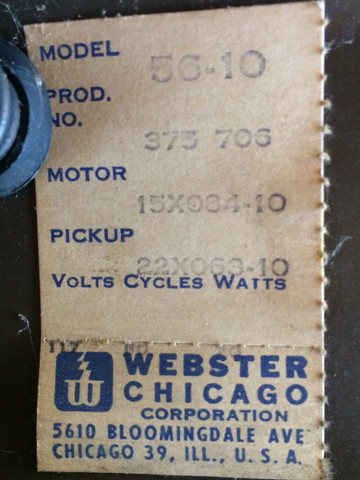 MODEL 56-10
PROD.
NO. 375 706
MOTOR
15X084-10
PICKUP
22X063-10
VOLTS CYCLES WATTS
117
W
WEBSTER
CHICAGO
CORPORATION
5610 BLOOMINGDALE AVE
CHICAGO 39, ILL., U. S. A.